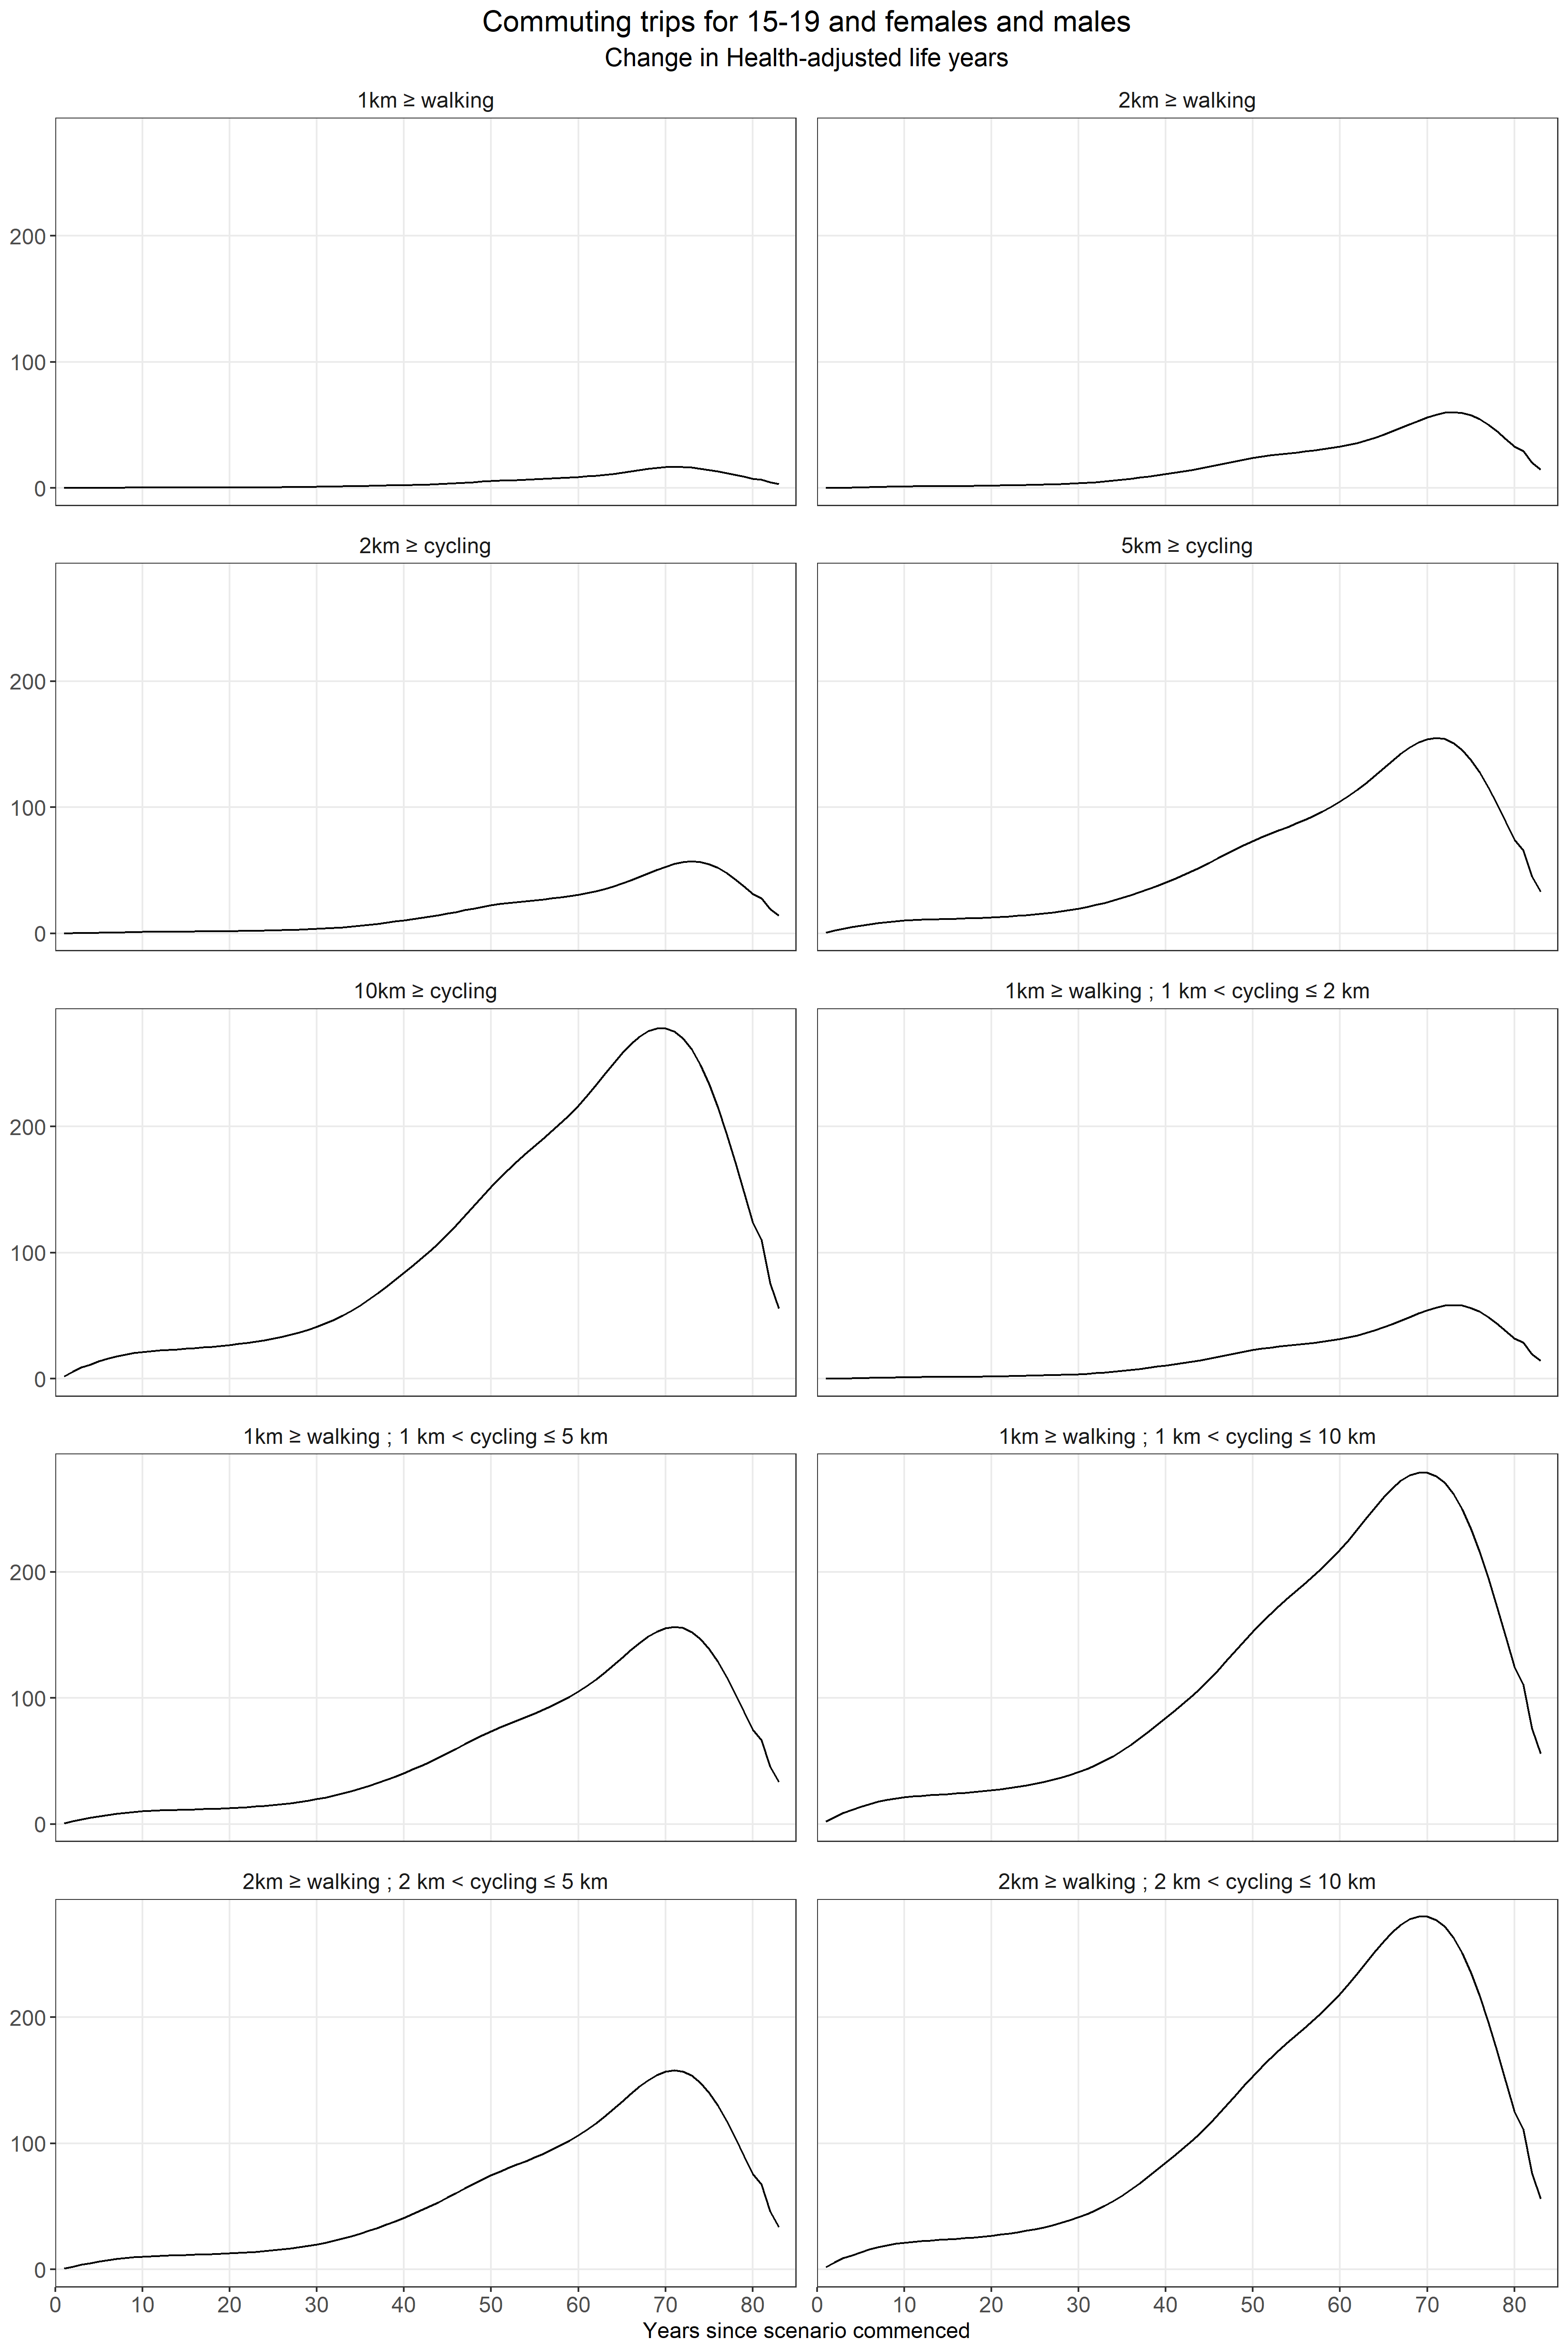 Commuting trips for 15-19 and females and males
Change in Health-adjusted life years
1km ≥ walking
2km ≥ walking
200
100
0
2km ≥ cycling
5km ≥ cycling
200
100
0
10km ≥ cycling
1km ≥ walking ; 1 km < cycling ≤ 2 km
200
100
0
1km ≥ walking ; 1 km < cycling ≤ 5 km
1km ≥ walking ; 1 km < cycling ≤ 10 km
200
100
0
2km ≥ walking ; 2 km < cycling ≤ 5 km
2km ≥ walking ; 2 km < cycling ≤ 10 km
200
100
0
0 10 20 30 40 50 60 70 80
0 10 20 30 40 50 60 70 80
Years since scenario commenced